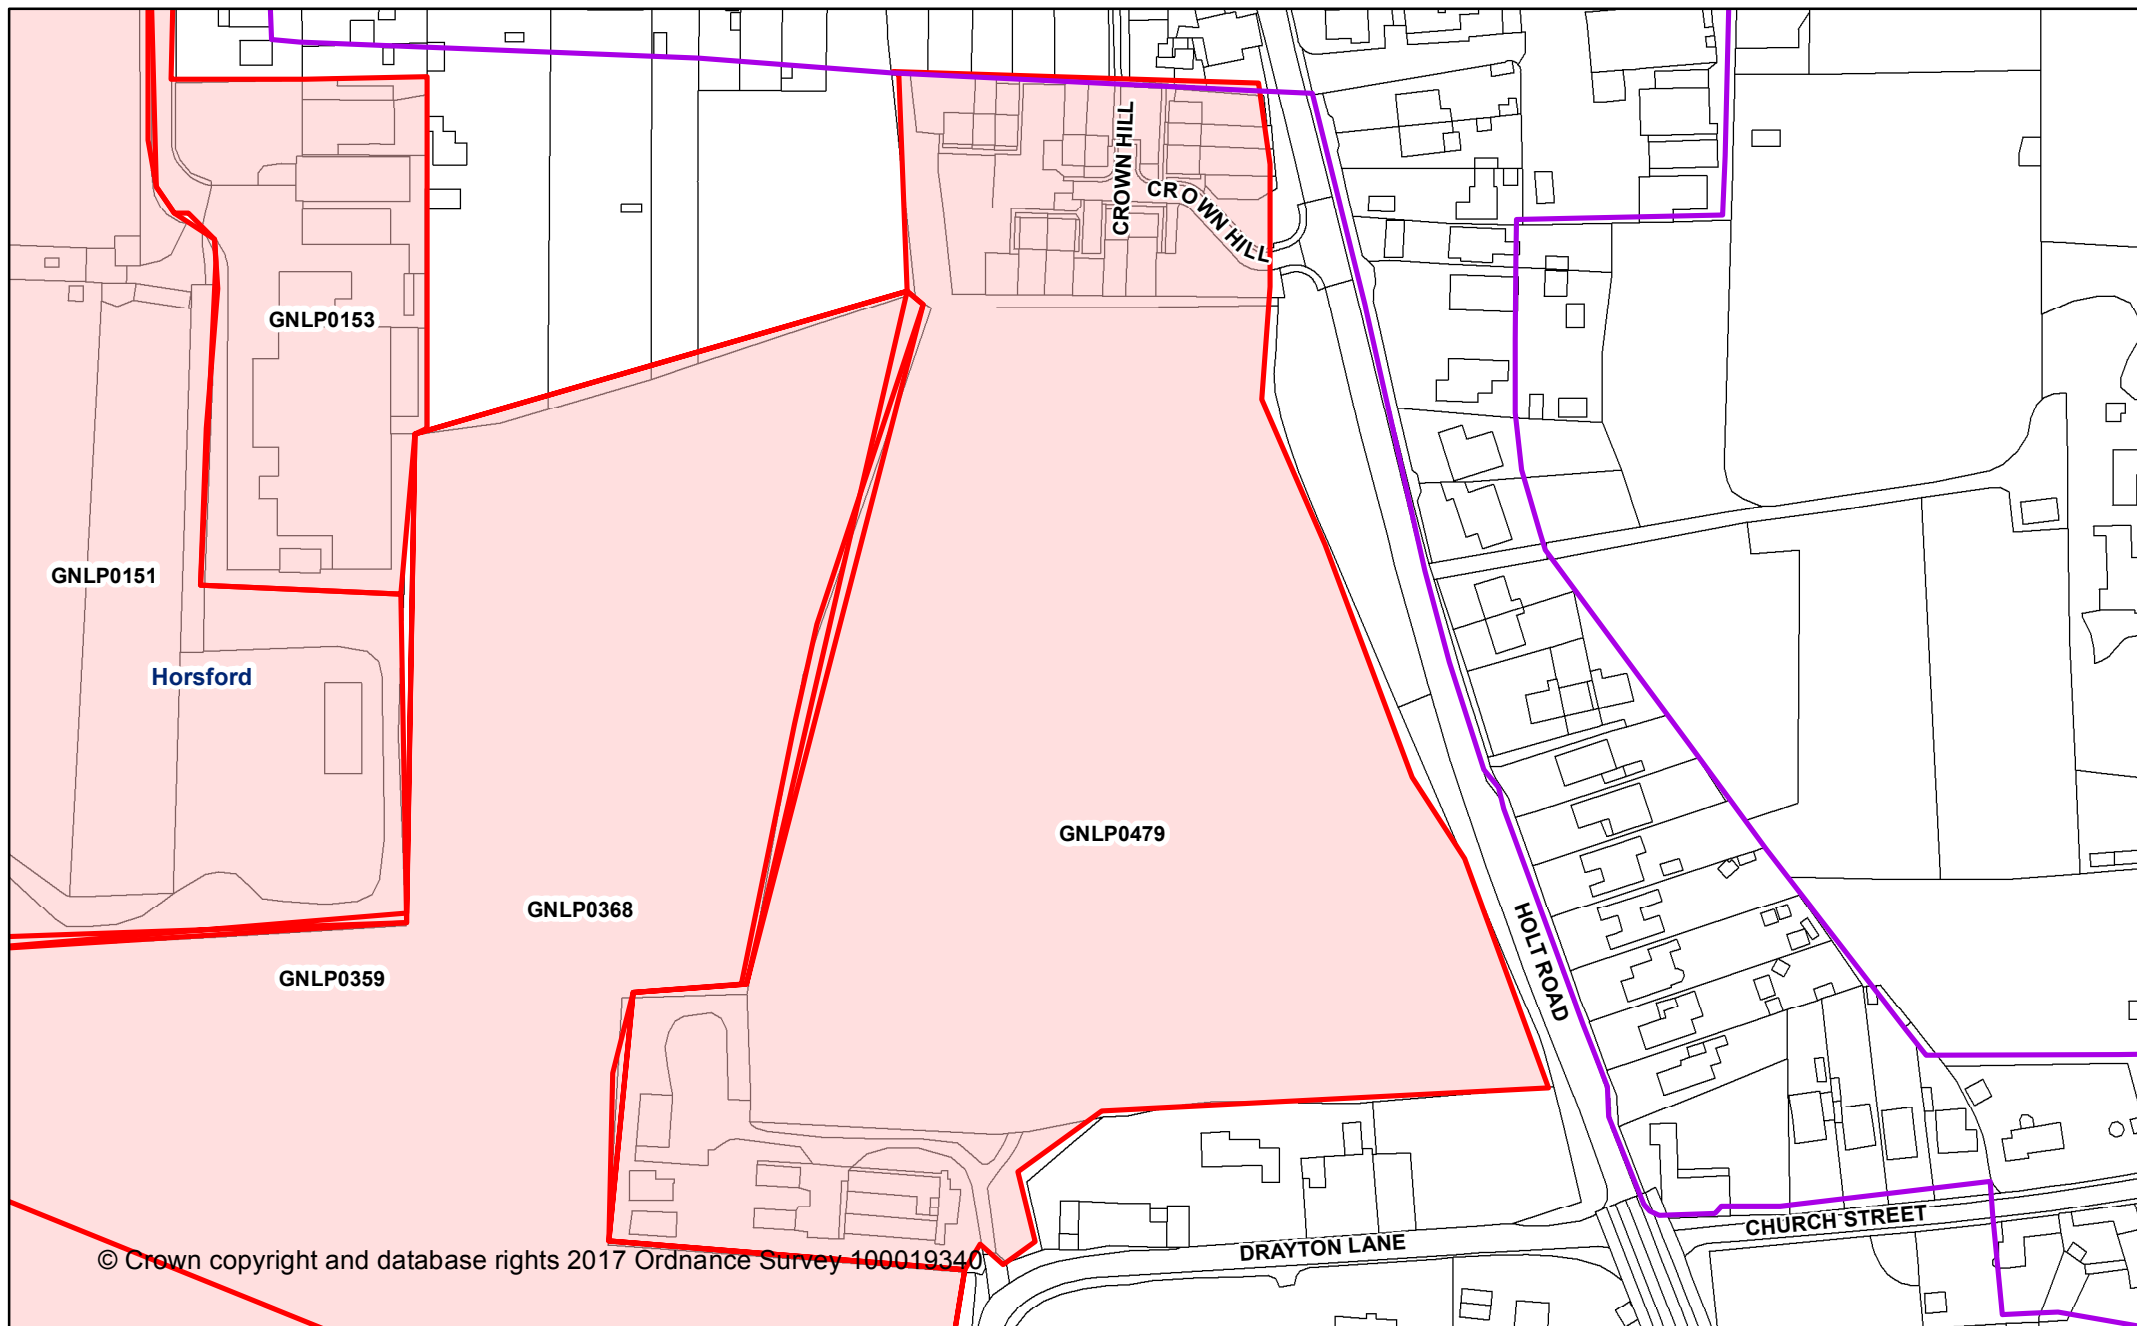 CROWN HILL
CROWN HILL
GNLP0153
GNLP0151
Horsford
GNLP0479
GNLP0368
GNLP0359
HOLT ROAD
CHURCH STREET
DRAYTON LANE
© Crown copyright and database rights 2017 Ordnance Survey 100019340